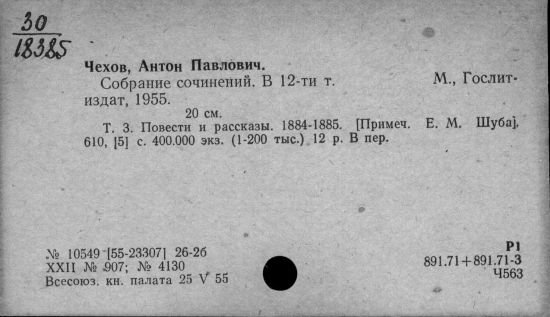 30
18385
Чехов, Антон Павлович.
Собрание сочинений. В 12-ти т. М., Гослит-
издат, 1955.
20 см.
Т. 3. Повести и рассказы. 1884-1885. [Примеч. Е. М. Шуба].
610, [5] с. 400.000 экз. (1-200 тыс.) 12 р. В пер.
№ 10549 [55-23307] 26-2б
XXII № 907; № 4130
Всесоюз. кн. палата 25 V 55
Р1
891.71+891.71-3
Ч563